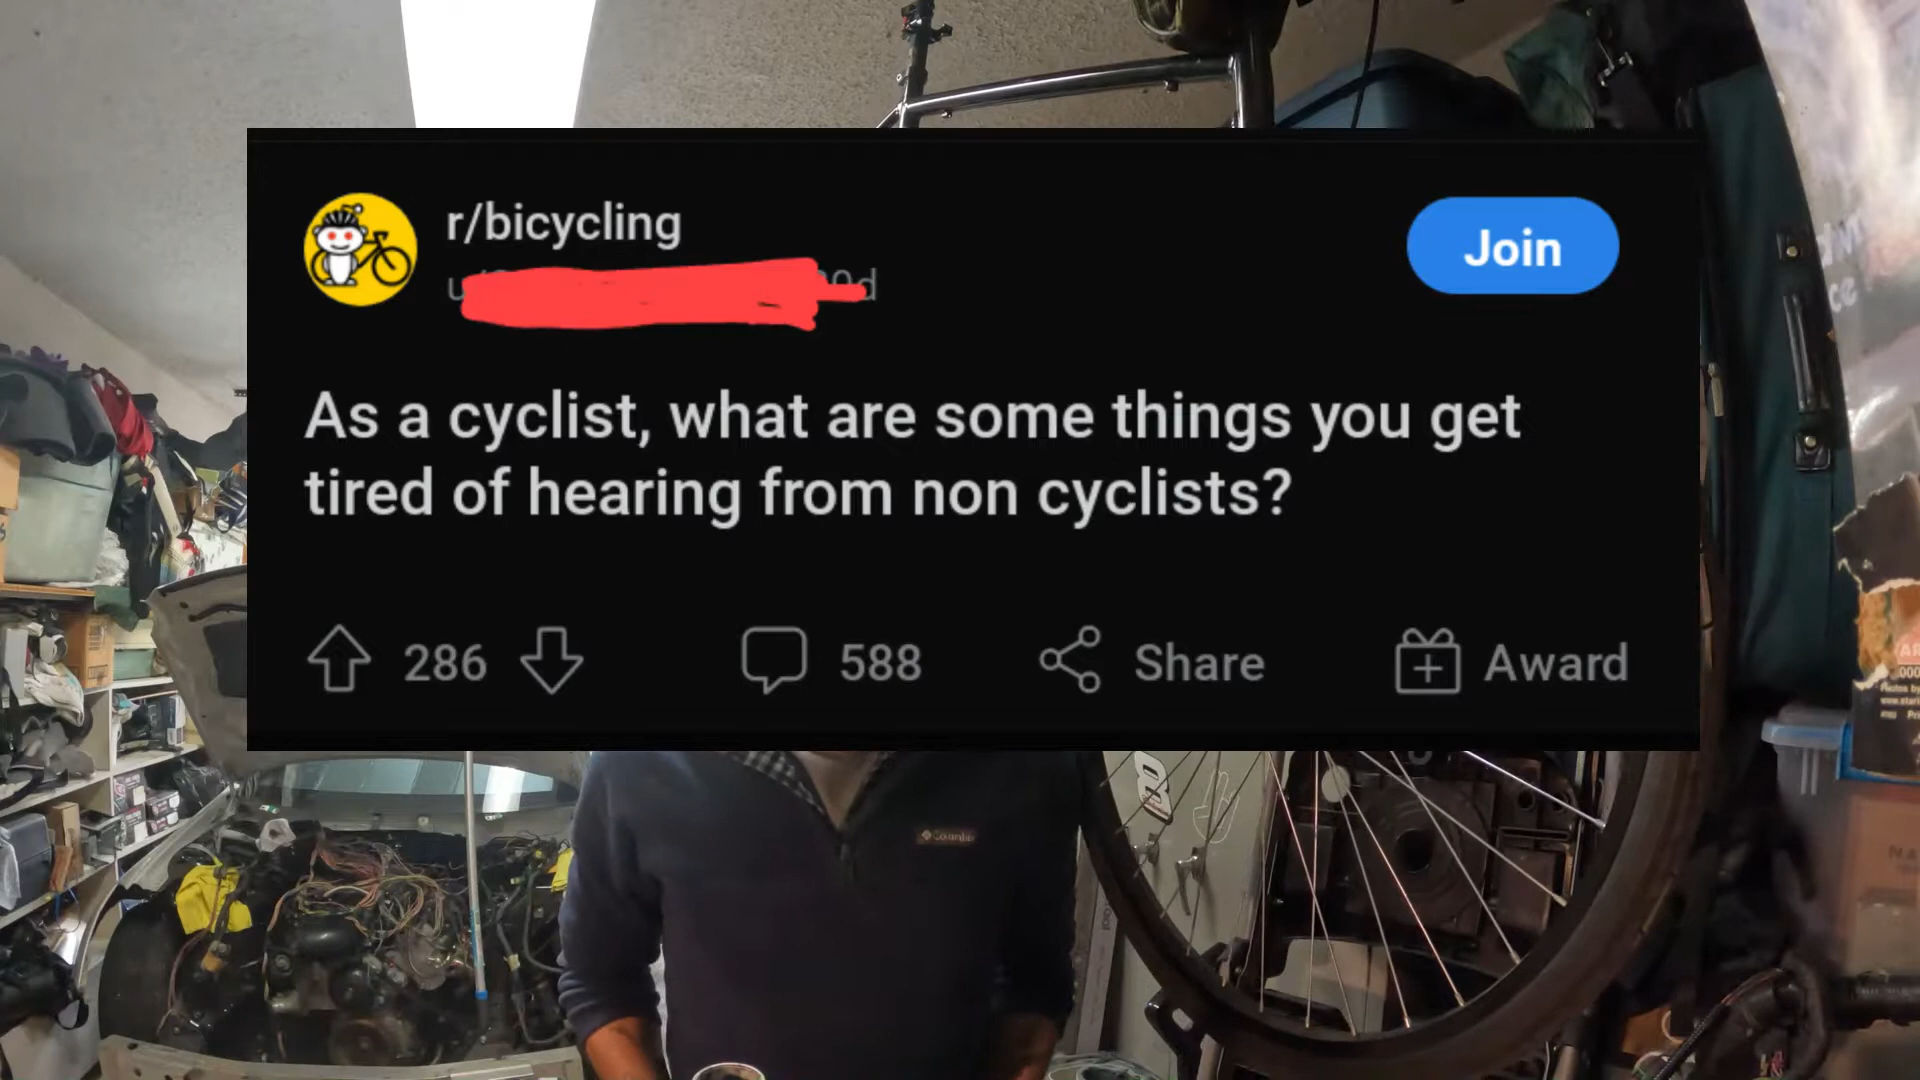 r/bicycling
Join
As a cyclist, what are some things you get
tired of hearing from non cyclists?
286
588
Share
Award
Columbia